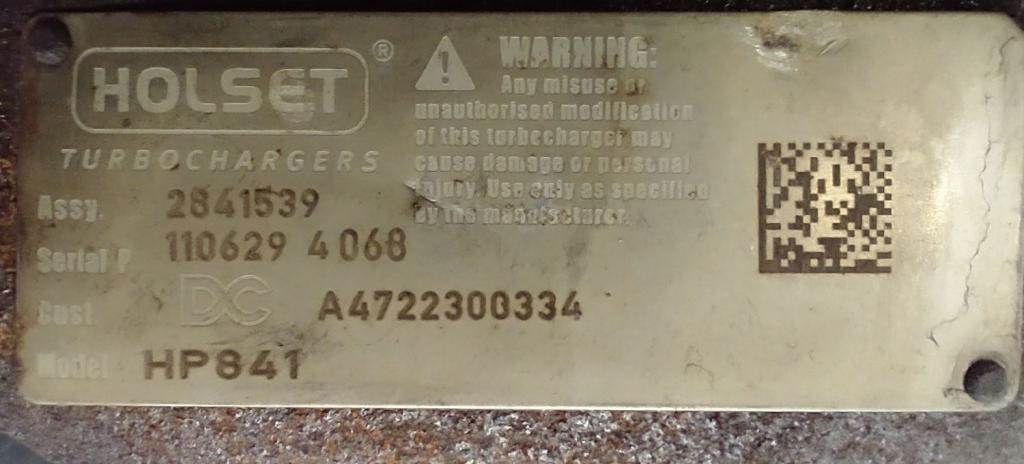 HOLSET®
TURBOCHARGERS
WARNING:
Any misuse or
unauthorised modification
of this turbocharger may
cause damage or personal
injury. Use only as specified
by the manufacturer.
Assy. 2841539
Serial 110629 4068
Cust. DC A4722300334
Model HP841